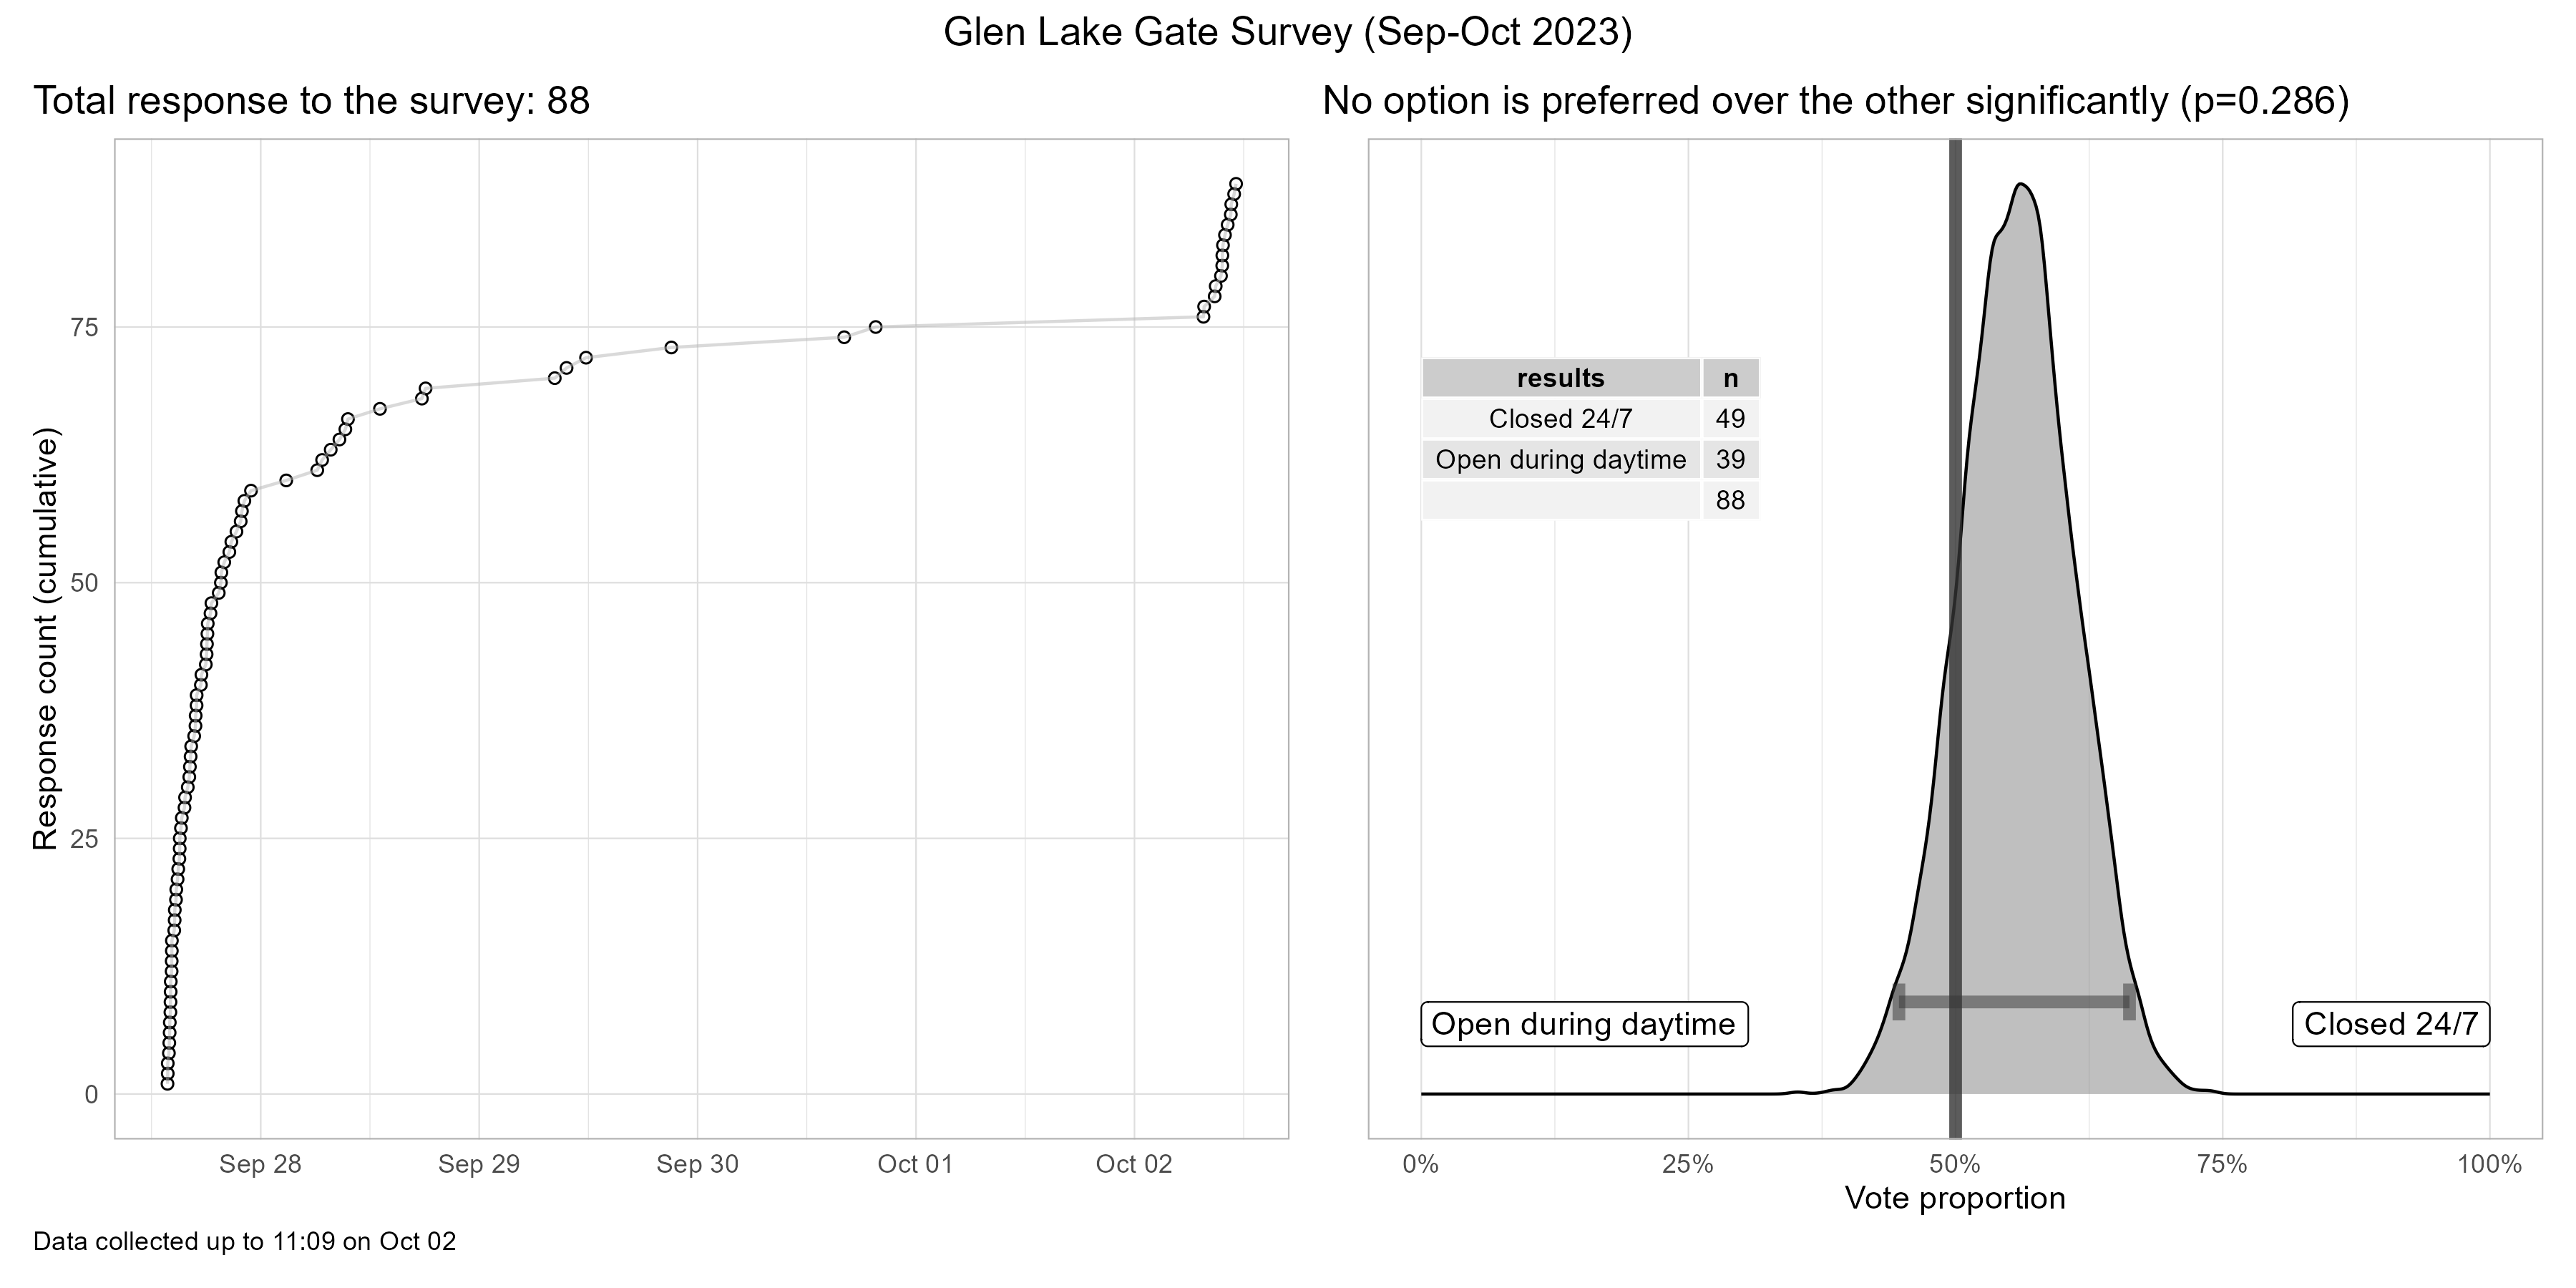 Glen Lake Gate Survey (Sep-Oct 2023)
Total response to the survey: 88
Response count (cumulative)
75
50
25
0
Sep 28 Sep 29 Sep 30 Oct 01 Oct 02
No option is preferred over the other significantly (p=0.286)
results n
Closed 24/7 49
Open during daytime 39
88
Open during daytime
Closed 24/7
0% 25% 50% 75% 100%
Vote proportion
Data collected up to 11:09 on Oct 02